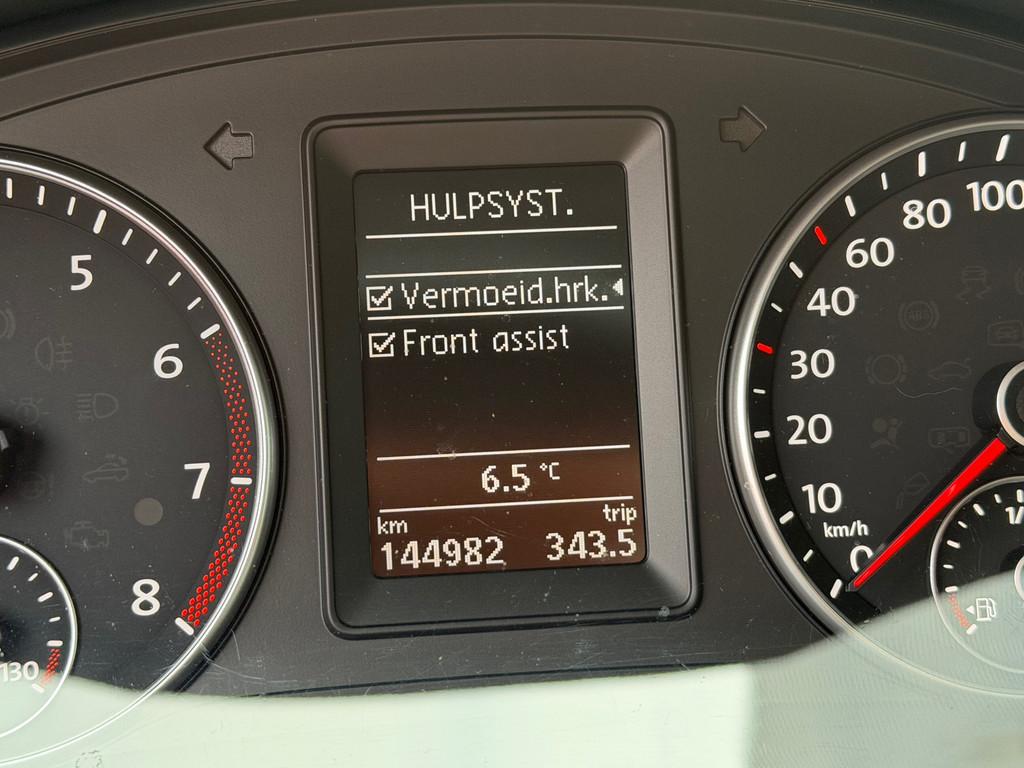 HULPSYST.
Vermoeid.hrk.
Front assist
6.5 °C
km trip
144982 343.5
5
6
7
8
130
0
10
20
30
40
60
80
100
km/h